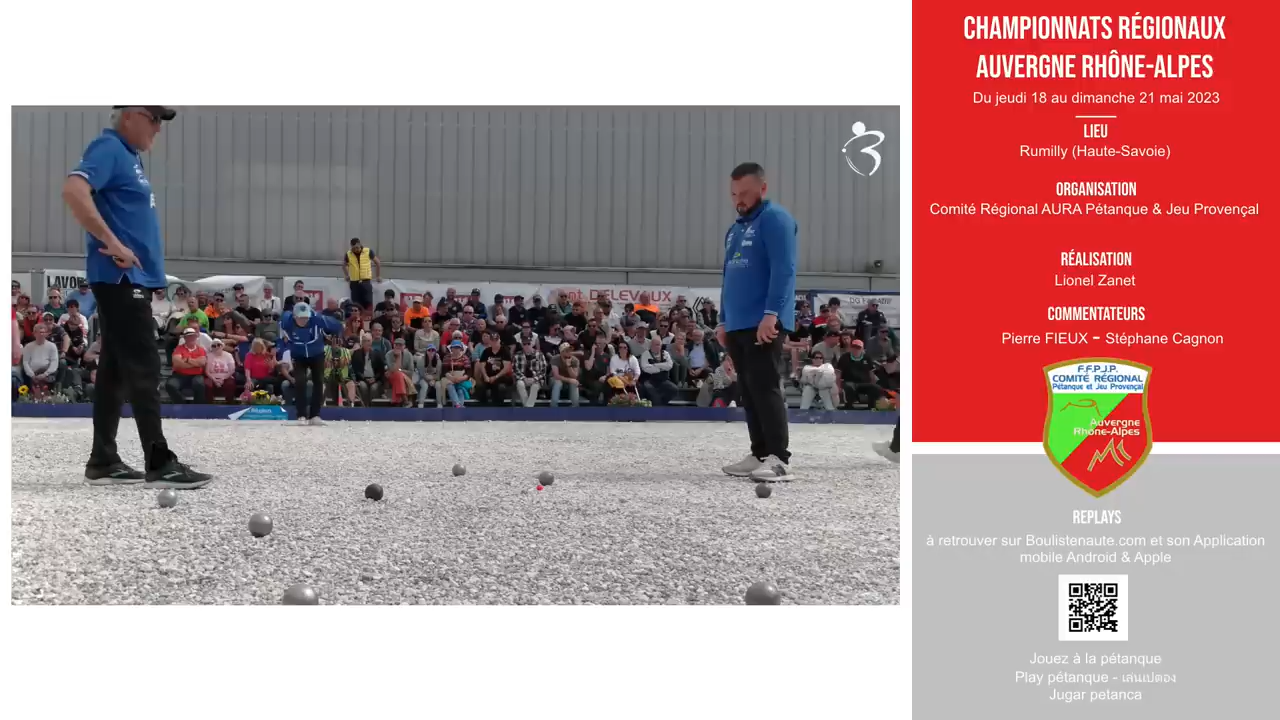 LAVOR
Ent. DELEVAUX
CHAMPIONNATS RÉGIONAUX
AUVERGNE RHÔNE-ALPES
Du jeudi 18 au dimanche 21 mai 2023
LIEU
Rumilly (Haute-Savoie)
ORGANISATION
Comité Régional AURA Pétanque & Jeu Provençal
RÉALISATION
Lionel Zanet
COMMENTATEURS
Pierre FIEUX - Stéphane Cagnon
F.F.P.J.P.
COMITÉ RÉGIONAL
Pétanque et Jeu Provençal
Auvergne
Rhône-Alpes
REPLAYS
à retrouver sur Boulistenaute.com et son Application
mobile Android & Apple
Jouez à la pétanque
Play pétanque - เล่นเปตอง
Jugar petanca